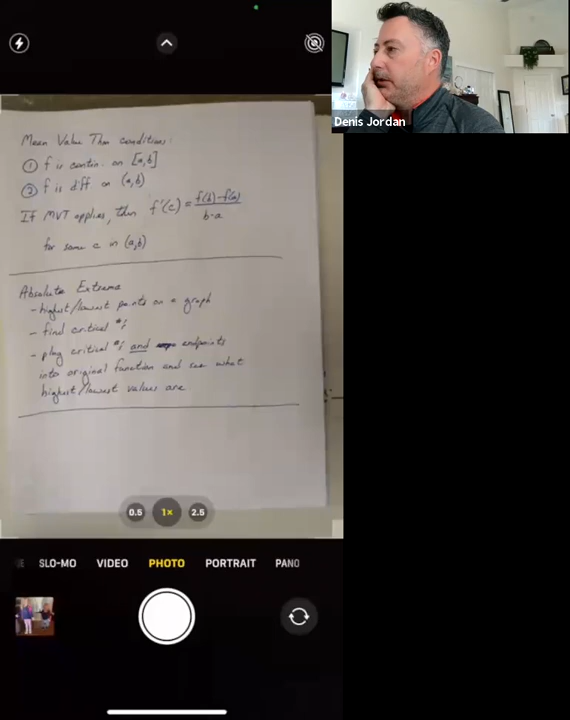 Denis Jordan
Mean Value Thm conditions:
① f is contin. on [a,b]
② f is diff on (a,b)
If MVT applies, then f'(c) = f(b)-f(a) / b-a
for some c in (a,b)
Absolute Extrema
- highest/lowest points on a graph
- find critical #'s
- plug critical #'s and endpoints
into original function and see what
highest/lowest values are
0.5 1× 2.5
SLO-MO VIDEO PHOTO PORTRAIT PANO